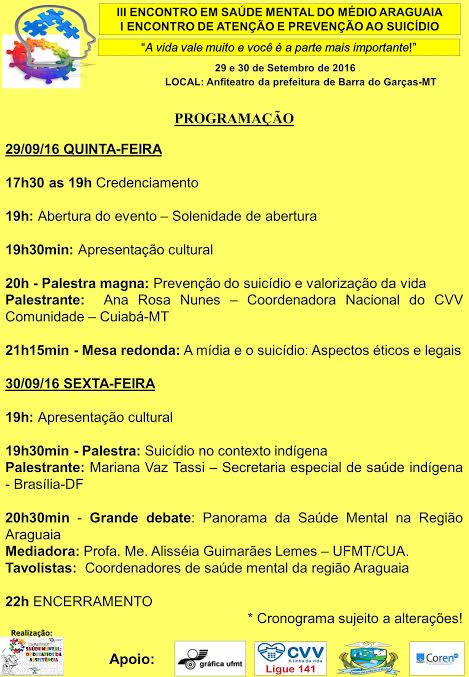 III ENCONTRO EM SAÚDE MENTAL DO MÉDIO ARAGUAIA
I ENCONTRO DE ATENÇÃO E PREVENÇÃO AO SUICÍDIO
“A vida vale muito e você é a parte mais importante!”
29 e 30 de Setembro de 2016
LOCAL: Anfiteatro da prefeitura de Barra do Garças-MT
PROGRAMAÇÃO
29/09/16 QUINTA-FEIRA
17h30 as 19h Credenciamento
19h: Abertura do evento – Solenidade de abertura
19h30min: Apresentação cultural
20h - Palestra magna: Prevenção do suicídio e valorização da vida
Palestrante: Ana Rosa Nunes – Coordenadora Nacional do CVV
Comunidade – Cuiabá-MT
21h15min - Mesa redonda: A mídia e o suicídio: Aspectos éticos e legais
30/09/16 SEXTA-FEIRA
19h: Apresentação cultural
19h30min - Palestra: Suicídio no contexto indígena
Palestrante: Mariana Vaz Tassi – Secretaria especial de saúde indígena
- Brasília-DF
20h30min - Grande debate: Panorama da Saúde Mental na Região
Araguaia
Mediadora: Profa. Me. Alisséia Guimarães Lemes – UFMT/CUA.
Tavolistas: Coordenadores de saúde mental da região Araguaia
22h ENCERRAMENTO
* Cronograma sujeito a alterações!
Realização:
SAÚDE MENTAL:
ASSISTÊNCIA
Apoio:
gráfica ufmt
CVV
A linha da vida
Ligue 141
Coren